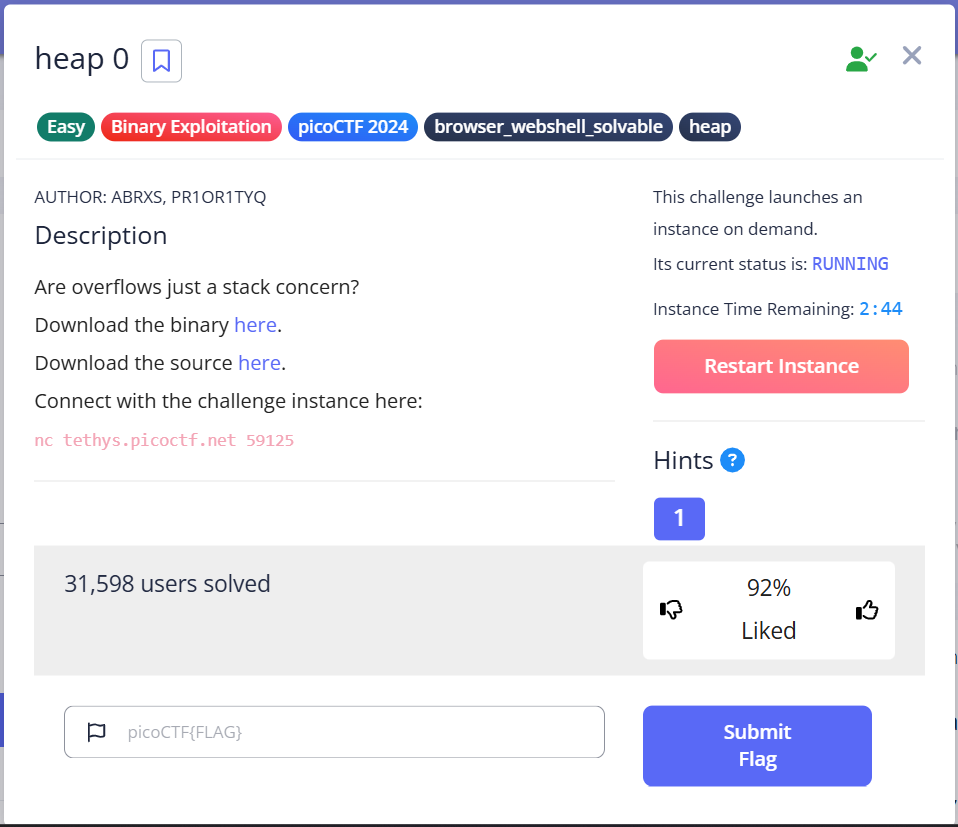 heap 0
Easy Binary Exploitation picoCTF 2024 browser_webshell_solvable heap
AUTHOR: ABRXS, PR1OR1TYQ
Description
Are overflows just a stack concern?
Download the binary here.
Download the source here.
Connect with the challenge instance here:
nc tethys.picoctf.net 59125
This challenge launches an
instance on demand.
Its current status is: RUNNING
Instance Time Remaining: 2:44
Restart Instance
Hints ?
1
31,598 users solved
92%
Liked
picoCTF{FLAG}
Submit
Flag